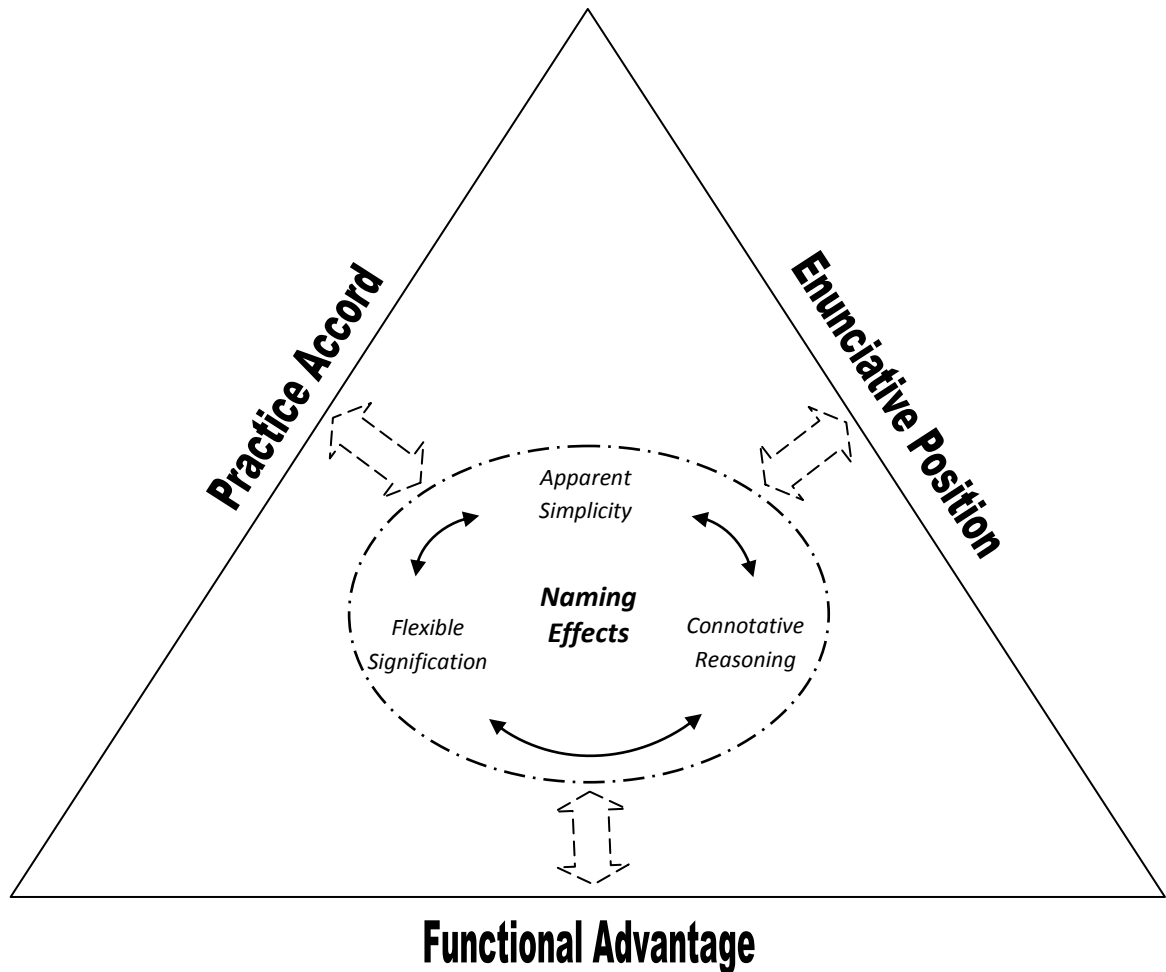 Practice Accord
Enunciative Position
Apparent
Simplicity
Naming
Effects
Flexible
Signification
Connotative
Reasoning
Functional Advantage